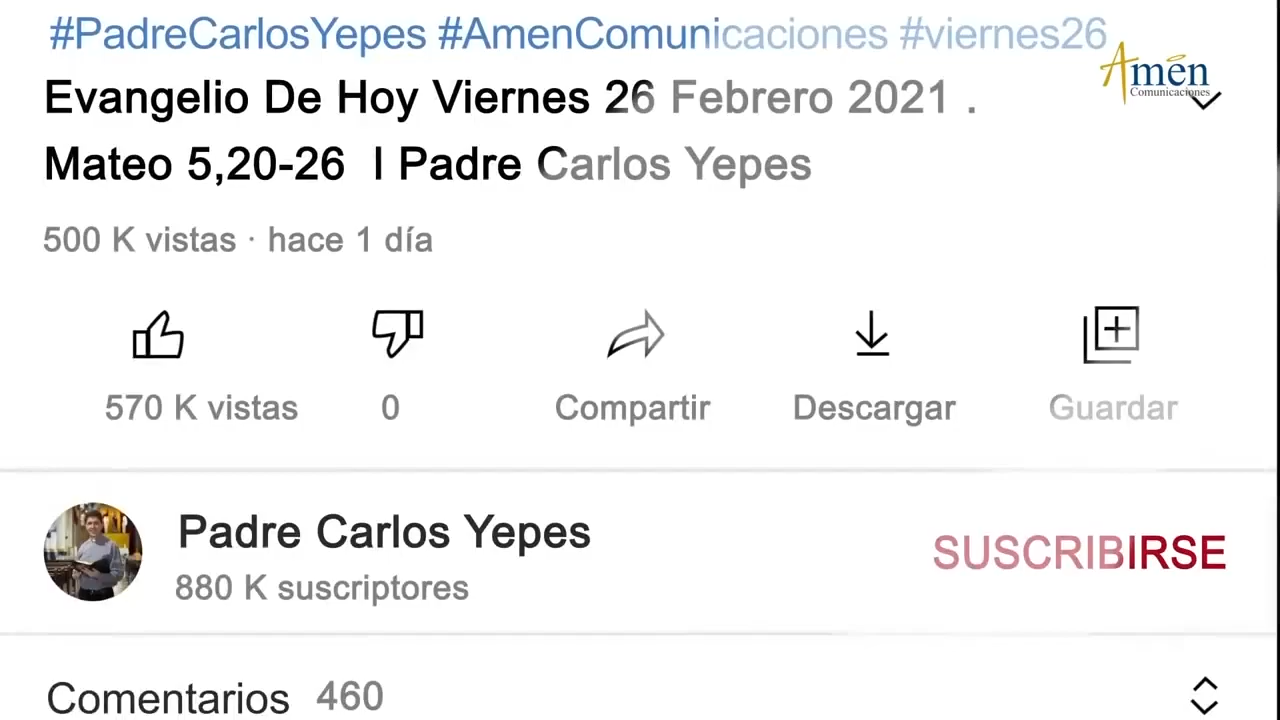 #PadreCarlosYepes #AmenComunicaciones #viernes26
Amén
Comunicaciones
Evangelio De Hoy Viernes 26 Febrero 2021 .
Mateo 5,20-26 I Padre Carlos Yepes
500 K vistas · hace 1 día
570 K vistas 0 Compartir Descargar Guardar
Padre Carlos Yepes
880 K suscriptores
SUSCRIBIRSE
Comentarios 460